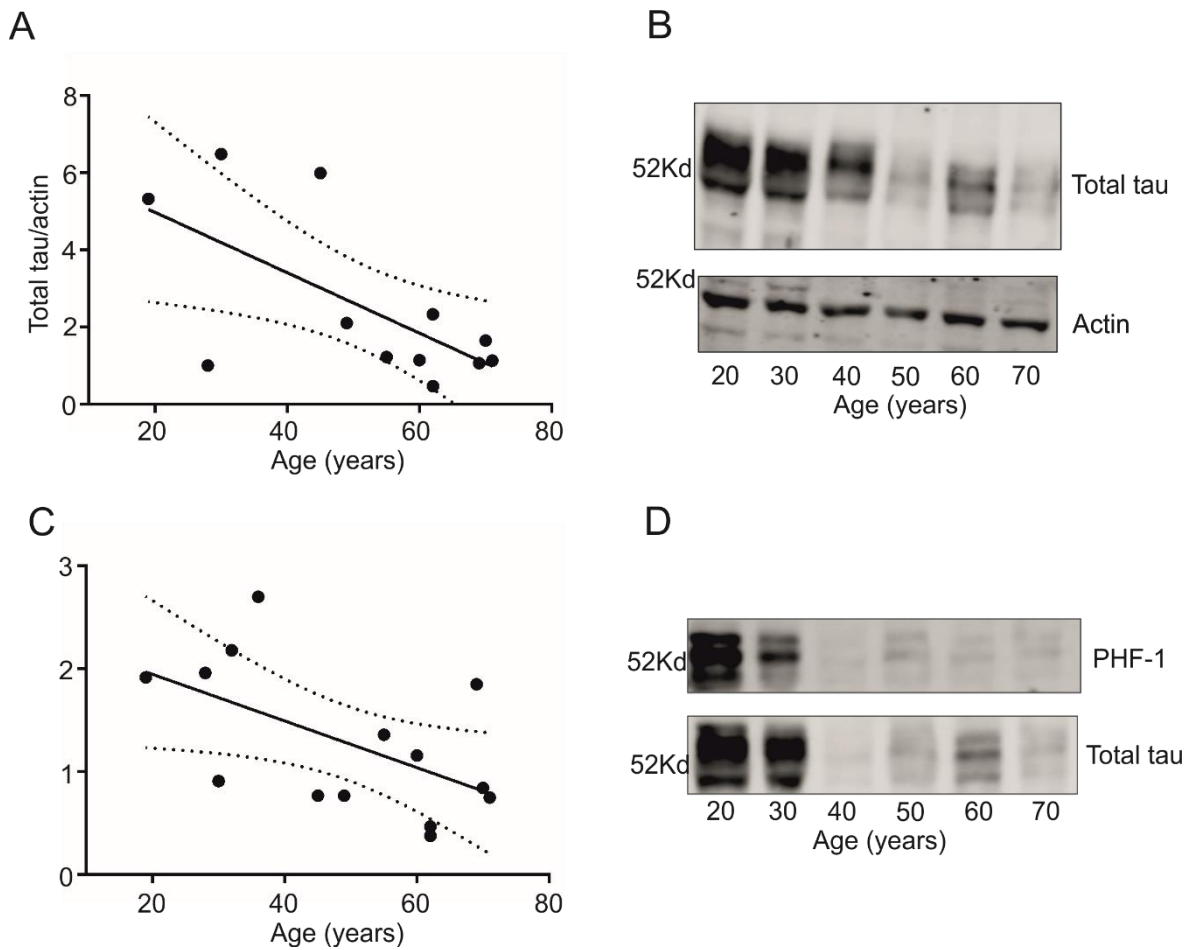 A
Total tau/actin
8
6
4
2
0
20 40 60 80
Age (years)
B
52Kd
Total tau
52Kd
Actin
20 30 40 50 60 70
Age (years)
C
3
2
1
0
20 40 60 80
Age (years)
D
52Kd
PHF-1
52Kd
Total tau
20 30 40 50 60 70
Age (years)